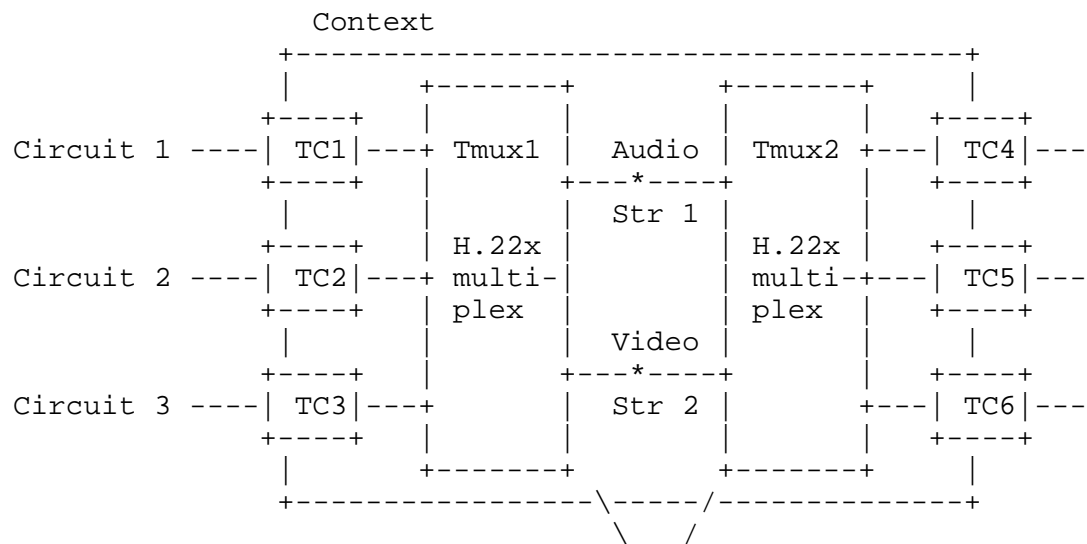 Context
Circuit 1 ----| TC1|---+ Tmux1 | Audio | Tmux2 +---| TC4|---
+---*----+
Str 1
H.22x H.22x
Circuit 2 ----| TC2|---+ multi-| | multi-+---| TC5|---
plex plex
Video
+---*----+
Circuit 3 ----| TC3|---+ | Str 2 | +---| TC6|---